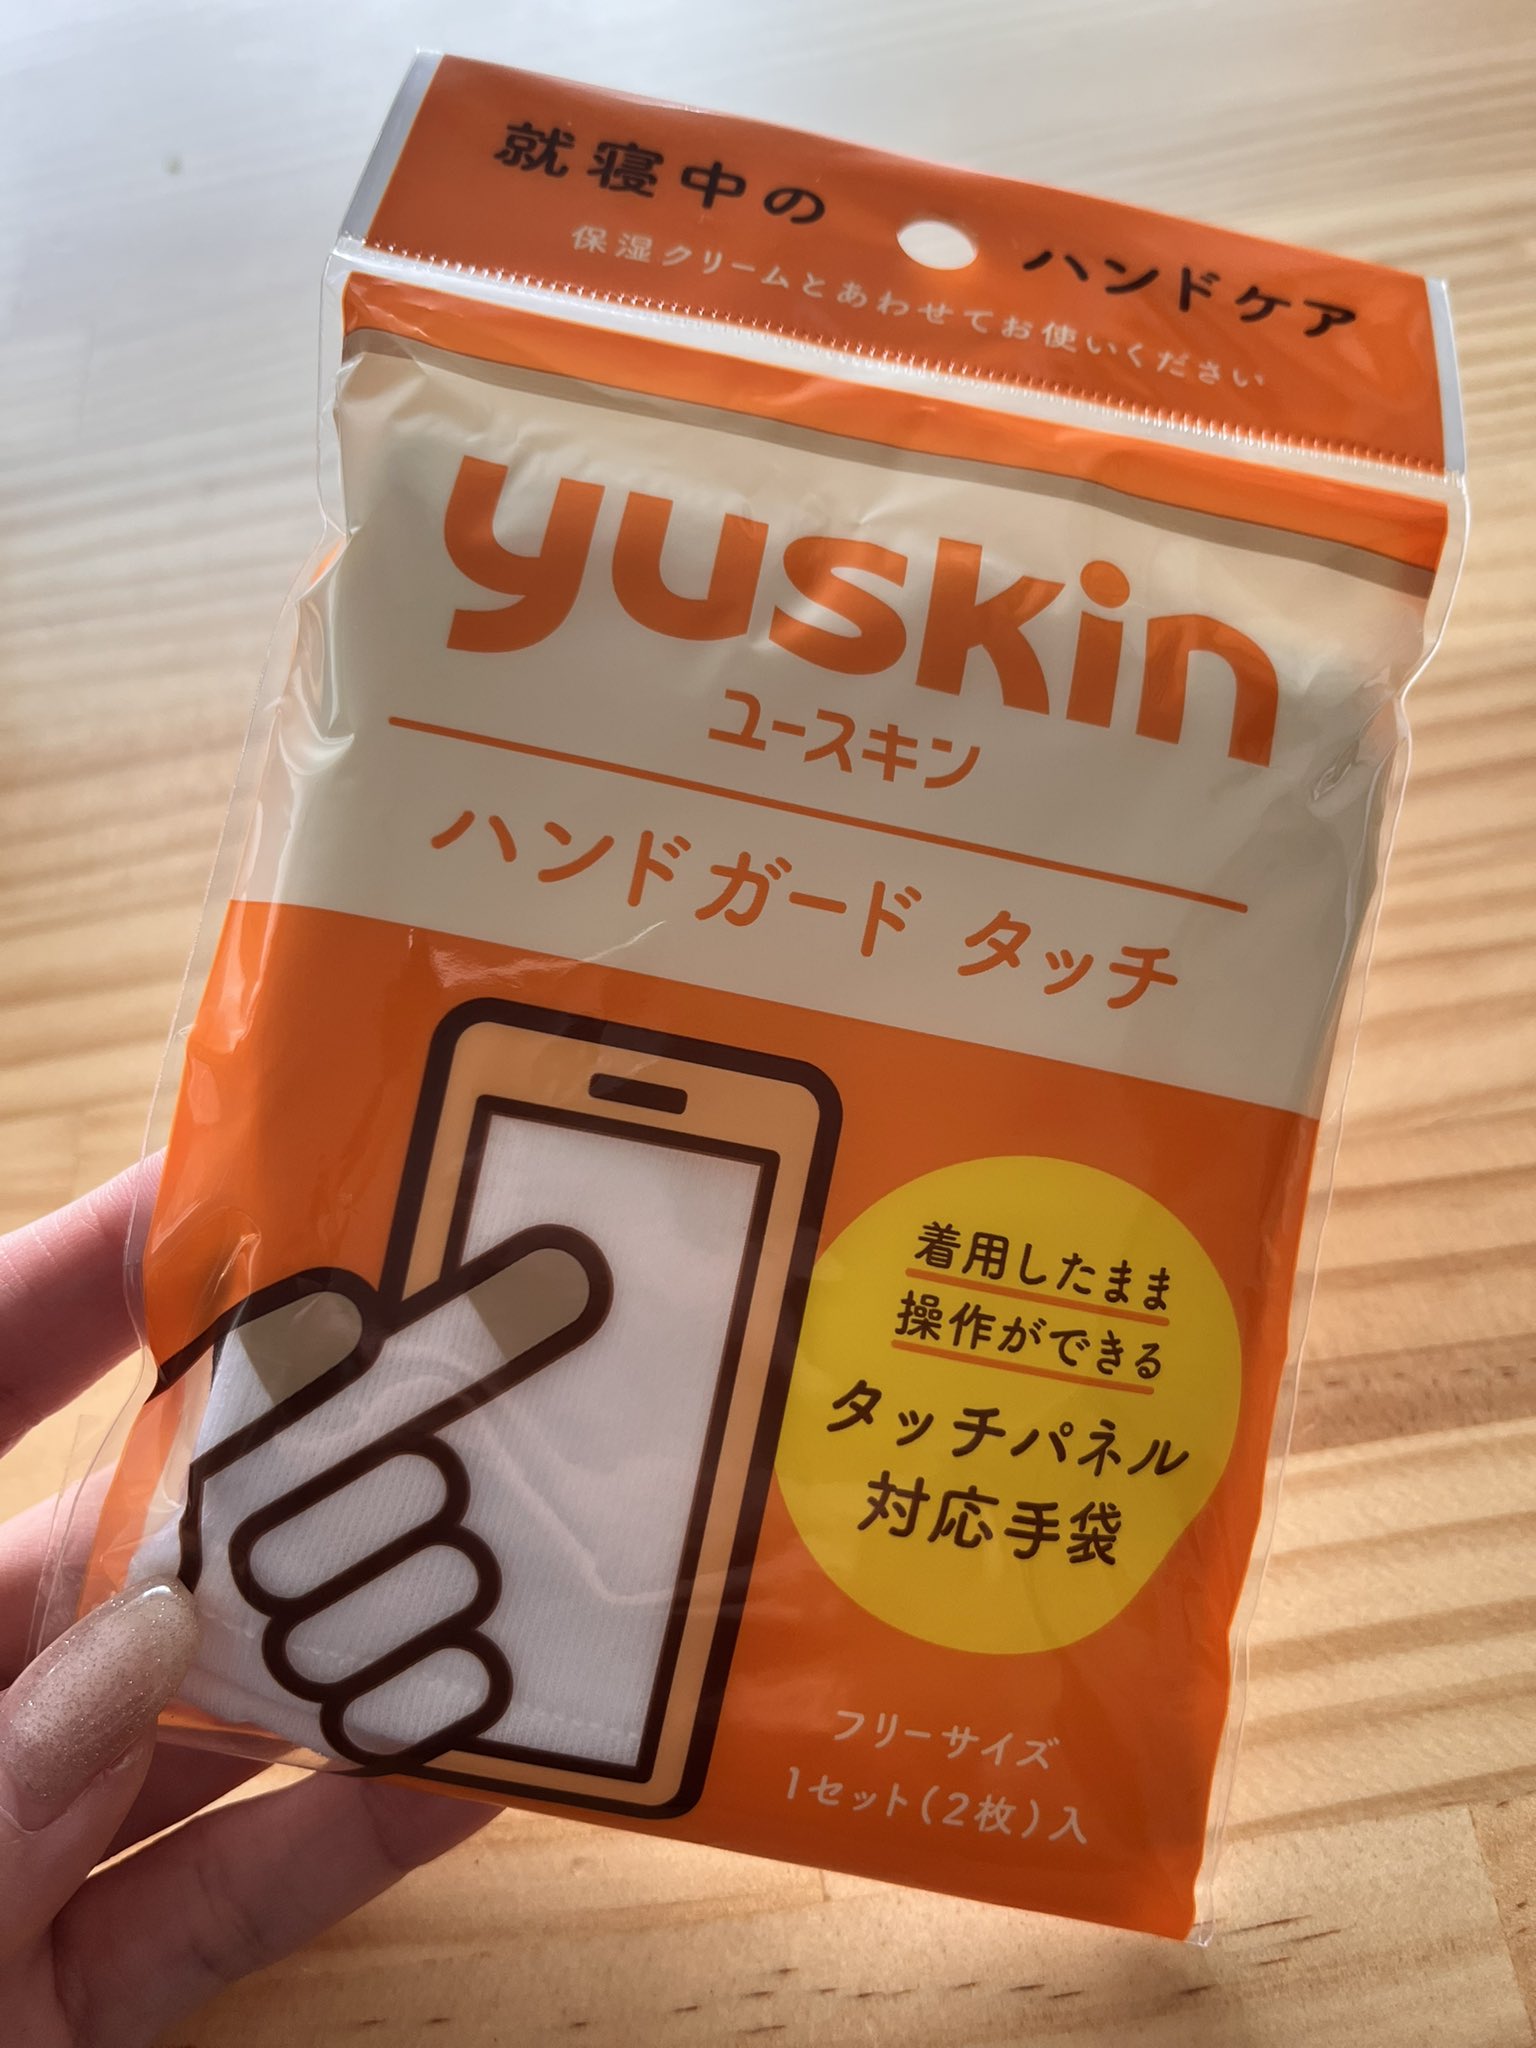 就寝中の ハンドケア
保湿クリームとあわせてお使いください
yuskin
ユースキン
ハンドガード タッチ
着用したまま
操作ができる
タッチパネル
対応手袋
フリーサイズ
1セット(2枚)入